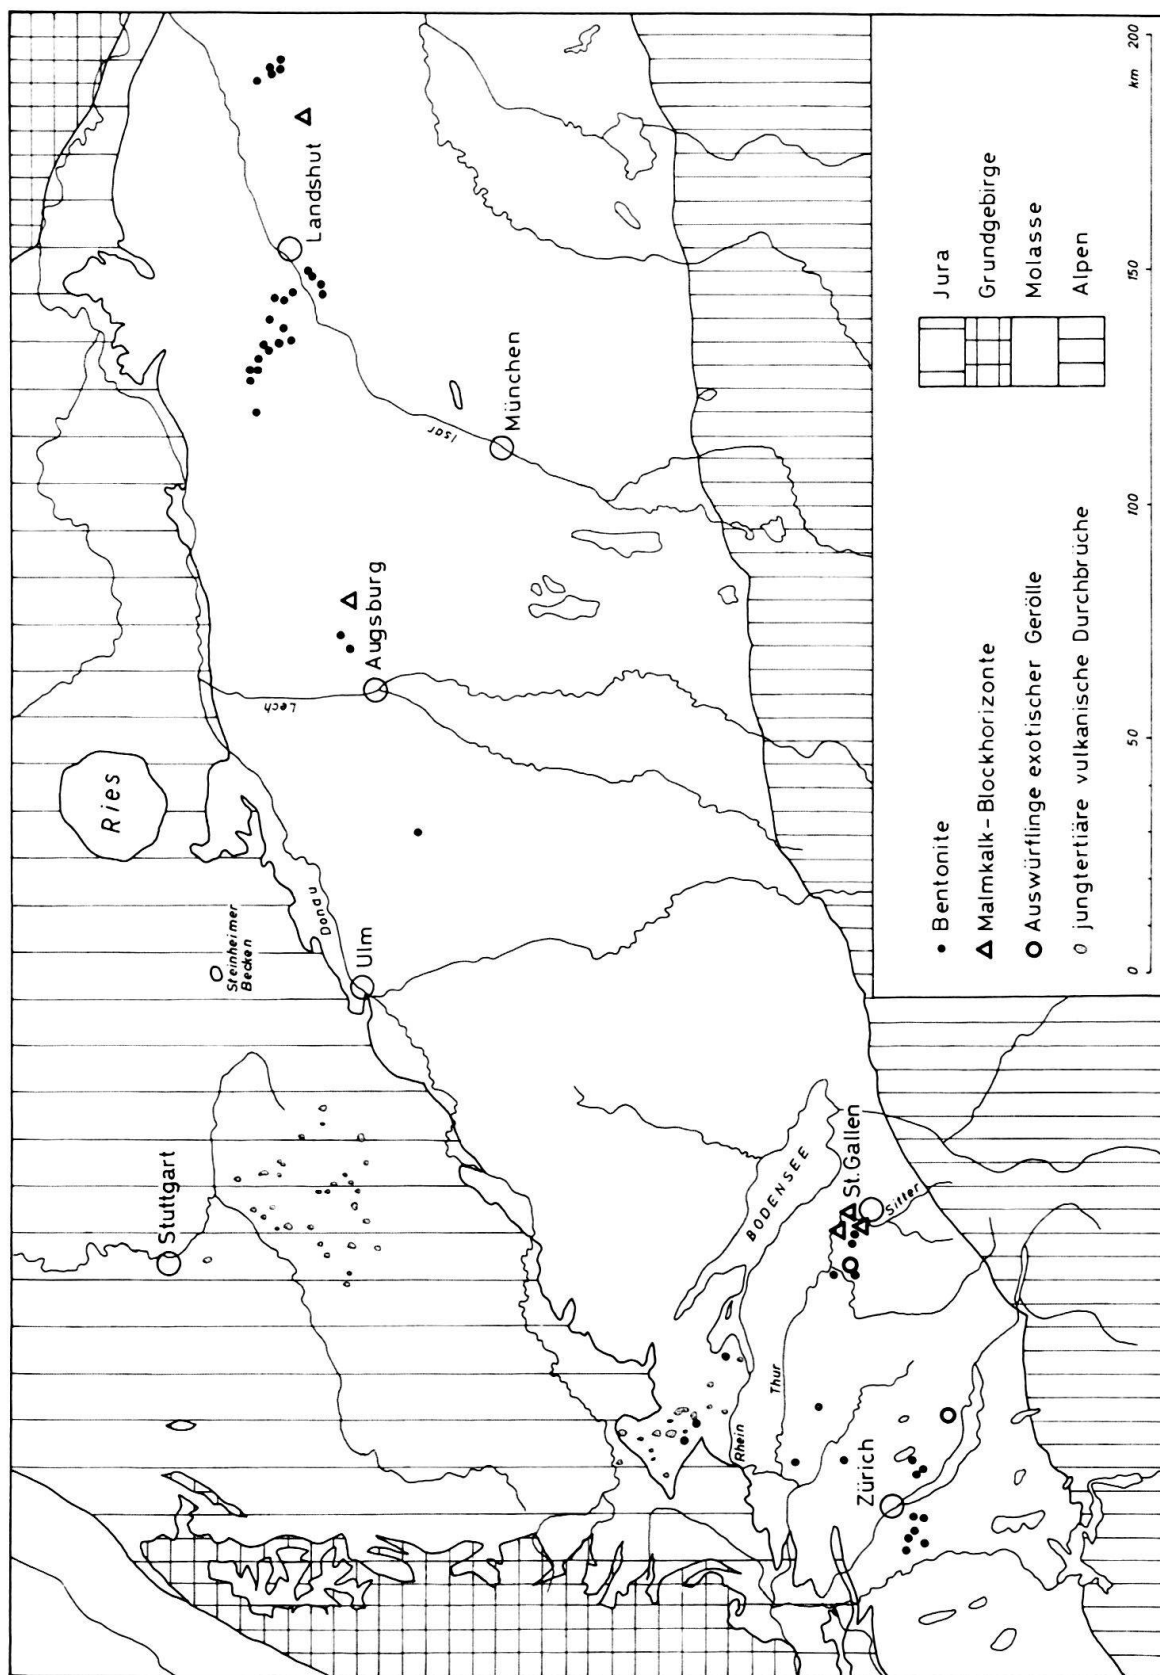 Ries
Steinheimer
Becken
Stuttgart
Donau
Ulm
Lech
Augsburg
Isar
München
Landshut
BODENSEE
St. Gallen
Sitter
Thur
Rhein
Zürich
• Bentonite
Malmkalk-Blockhorizonte
Auswürflinge exotischer Gerölle
jungtertiäre vulkanische Durchbrüche
Jura
Grundgebirge
Molasse
Alpen
0 50 100 150 km 200